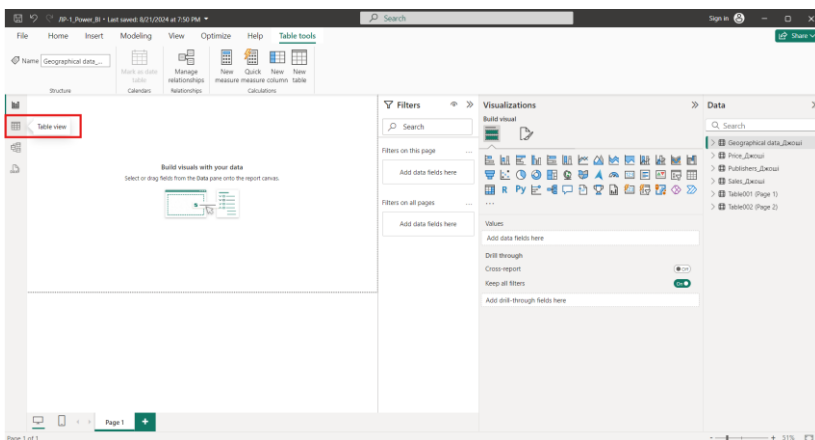 ЛР-1_Power_BI • Last saved: 8/21/2024 at 7:50 PM
Search
Sign in
File Home Insert Modeling View Optimize Help Table tools
Share
Name Geographical data_...
Mark as date table
Manage relationships
New measure Quick measure New column New table
Structure Calendars Relationships Calculations
Table view
Build visuals with your data
Select or drag fields from the Data pane onto the report canvas.
Filters
Search
Filters on this page ...
Add data fields here
Filters on all pages ...
Add data fields here
Visualizations
Build visual
R Py
...
Values
Add data fields here
Drill through
Cross-report Off
Keep all filters On
Add drill-through fields here
Data
Search
Geographical data_Джоші
Price_Джоші
Publishers_Джоші
Sales_Джоші
Table001 (Page 1)
Table002 (Page 2)
Page 1
Page 1 of 1
51%